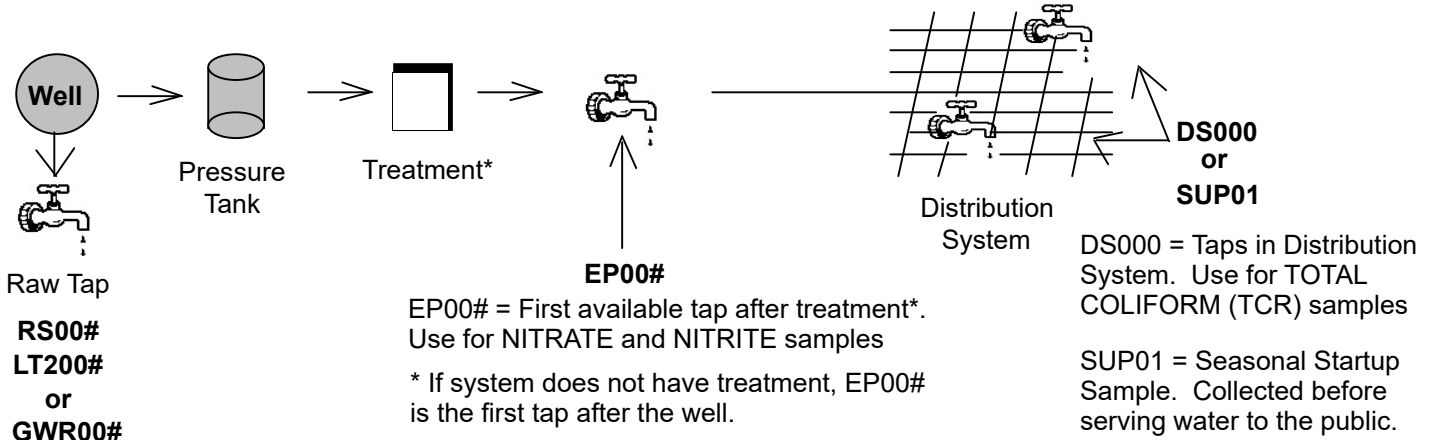 Well
Pressure
Tank
Treatment*
Raw Tap
RS00#
LT200#
or
GWR00#
EP00#
EP00# = First available tap after treatment*.
Use for NITRATE and NITRITE samples
* If system does not have treatment, EP00#
is the first tap after the well.
Distribution
System
DS000
or
SUP01
DS000 = Taps in Distribution
System. Use for TOTAL
COLIFORM (TCR) samples
SUP01 = Seasonal Startup
Sample. Collected before
serving water to the public.